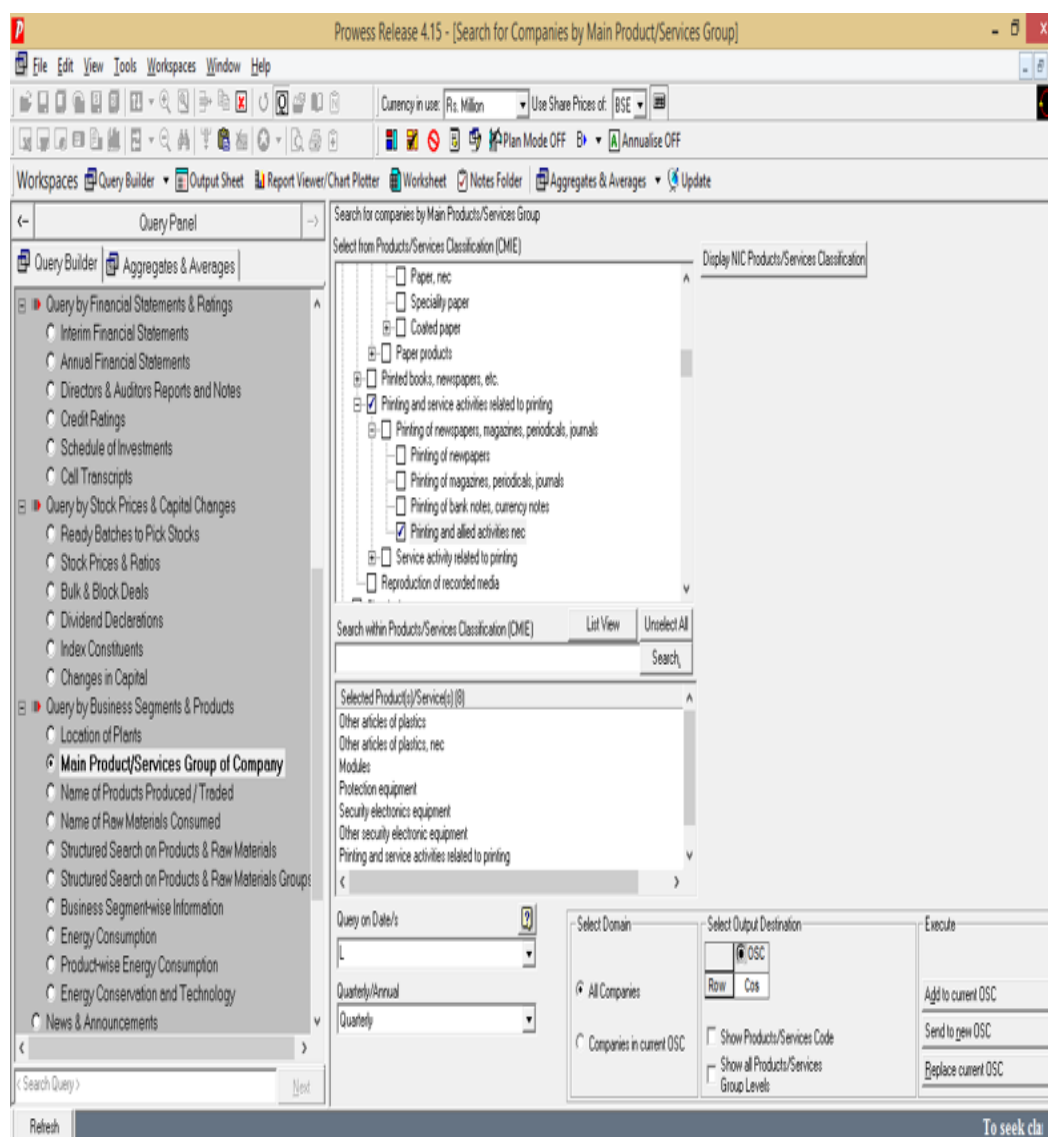 Prowess Release 4.15 - [Search for Companies by Main Product/Services Group]
File Edit View Tools Workspaces Window Help
Currency in use: Rs. Million Use Share Prices of: BSE
Plan Mode OFF Annualise OFF
Workspaces Query Builder Output Sheet Report Viewer/Chart Plotter Worksheet Notes Folder Aggregates & Averages Update
<- Query Panel ->
Query Builder Aggregates & Averages
Query by Financial Statements & Ratings
Interim Financial Statements
Annual Financial Statements
Directors & Auditors Reports and Notes
Credit Ratings
Schedule of Investments
Call Transcripts
Query by Stock Prices & Capital Changes
Ready Batches to Pick Stocks
Stock Prices & Ratios
Bulk & Block Deals
Dividend Declarations
Index Constituents
Changes in Capital
Query by Business Segments & Products
Location of Plants
Main Product/Services Group of Company
Name of Products Produced / Traded
Name of Raw Materials Consumed
Structured Search on Products & Raw Materials
Structured Search on Products & Raw Materials Groups
Business Segment-wise Information
Energy Consumption
Product-wise Energy Consumption
Energy Conservation and Technology
News & Announcements
< Search Query > Next
Refresh
Search for companies by Main Products/Services Group
Select from Products/Services Classification (CMIE)
Display NIC Products/Services Classification
Paper, nec
Speciality paper
Coated paper
Paper products
Printed books, newspapers, etc.
Printing and service activities related to printing
Printing of newspapers, magazines, periodicals, journals
Printing of newpapers
Printing of magazines, periodicals, journals
Printing of bank notes, currency notes
Printing and allied activities nec
Service activity related to printing
Reproduction of recorded media
Search within Products/Services Classification (CMIE) List View Unselect All
Search,
Selected Product(s)/Service(s) (8)
Other articles of plastics
Other articles of plastics, nec
Modules
Protection equipment
Security electronics equipment
Other security electronic equipment
Printing and service activities related to printing
Query on Date/s
L
Quarterly/Annual
Quarterly
Select Domain
All Companies
Companies in current OSC
Select Output Destination
OSC
Row Cos
Show Products/Services Code
Show all Products/Services
Group Levels
Execute
Add to current OSC
Send to new OSC
Replace current OSC
To seek cla